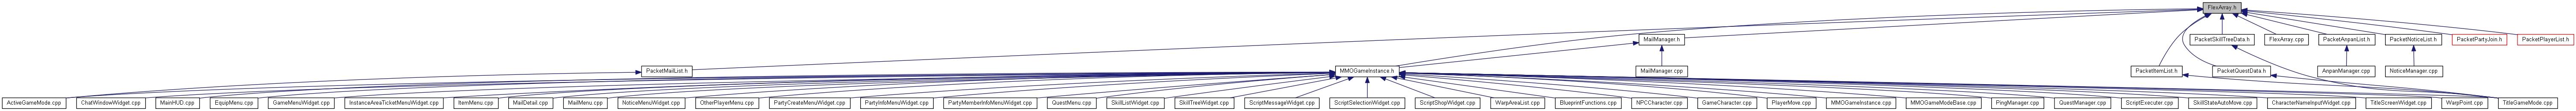 FlexArray.h
MailManager.h
PacketSkillTreeData.h
FlexArray.cpp
PacketAnpanList.h
PacketNoticeList.h
PacketPartyJoin.h
PacketPlayerList.h
PacketMailList.h
MMOGameInstance.h
MailManager.cpp
PacketItemList.h
PacketQuestData.h
AnpanManager.cpp
NoticeManager.cpp
ActiveGameMode.cpp
ChatWindowWidget.cpp
MainHUD.cpp
EquipMenu.cpp
GameMenuWidget.cpp
InstanceAreaTicketMenuWidget.cpp
ItemMenu.cpp
MailDetail.cpp
MailMenu.cpp
NoticeMenuWidget.cpp
OtherPlayerMenu.cpp
PartyCreateMenuWidget.cpp
PartyInfoMenuWidget.cpp
PartyMemberInfoMenuWidget.cpp
QuestMenu.cpp
SkillListWidget.cpp
SkillTreeWidget.cpp
ScriptMessageWidget.cpp
ScriptSelectionWidget.cpp
ScriptShopWidget.cpp
WarpAreaList.cpp
BlueprintFunctions.cpp
NPCCharacter.cpp
GameCharacter.cpp
PlayerMove.cpp
MMOGameInstance.cpp
MMOGameModeBase.cpp
PingManager.cpp
QuestManager.cpp
ScriptExecuter.cpp
SkillStateAutoMove.cpp
CharacterNameInputWidget.cpp
TitleScreenWidget.cpp
WarpPoint.cpp
TitleGameMode.cpp